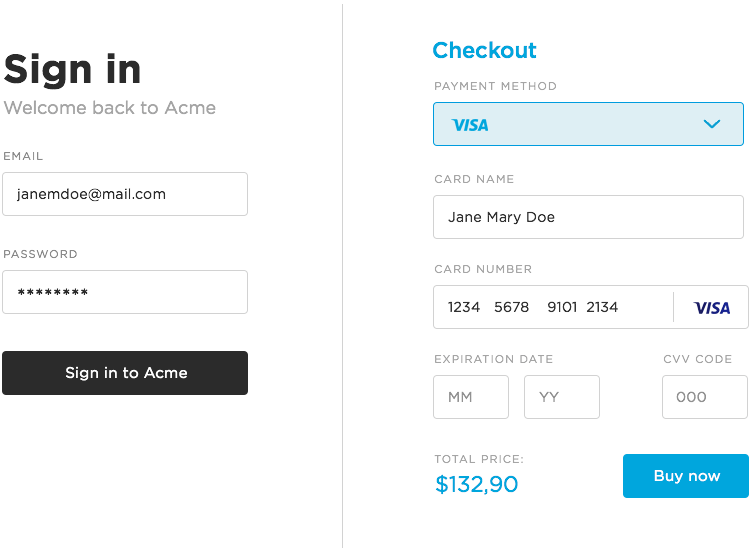 Sign in
Welcome back to Acme
EMAIL
janemdoe@mail.com
PASSWORD
********
Sign in to Acme
Checkout
PAYMENT METHOD
VISA
CARD NAME
Jane Mary Doe
CARD NUMBER
1234 5678 9101 2134 VISA
EXPIRATION DATE CVV CODE
MM YY 000
TOTAL PRICE:
$132,90
Buy now